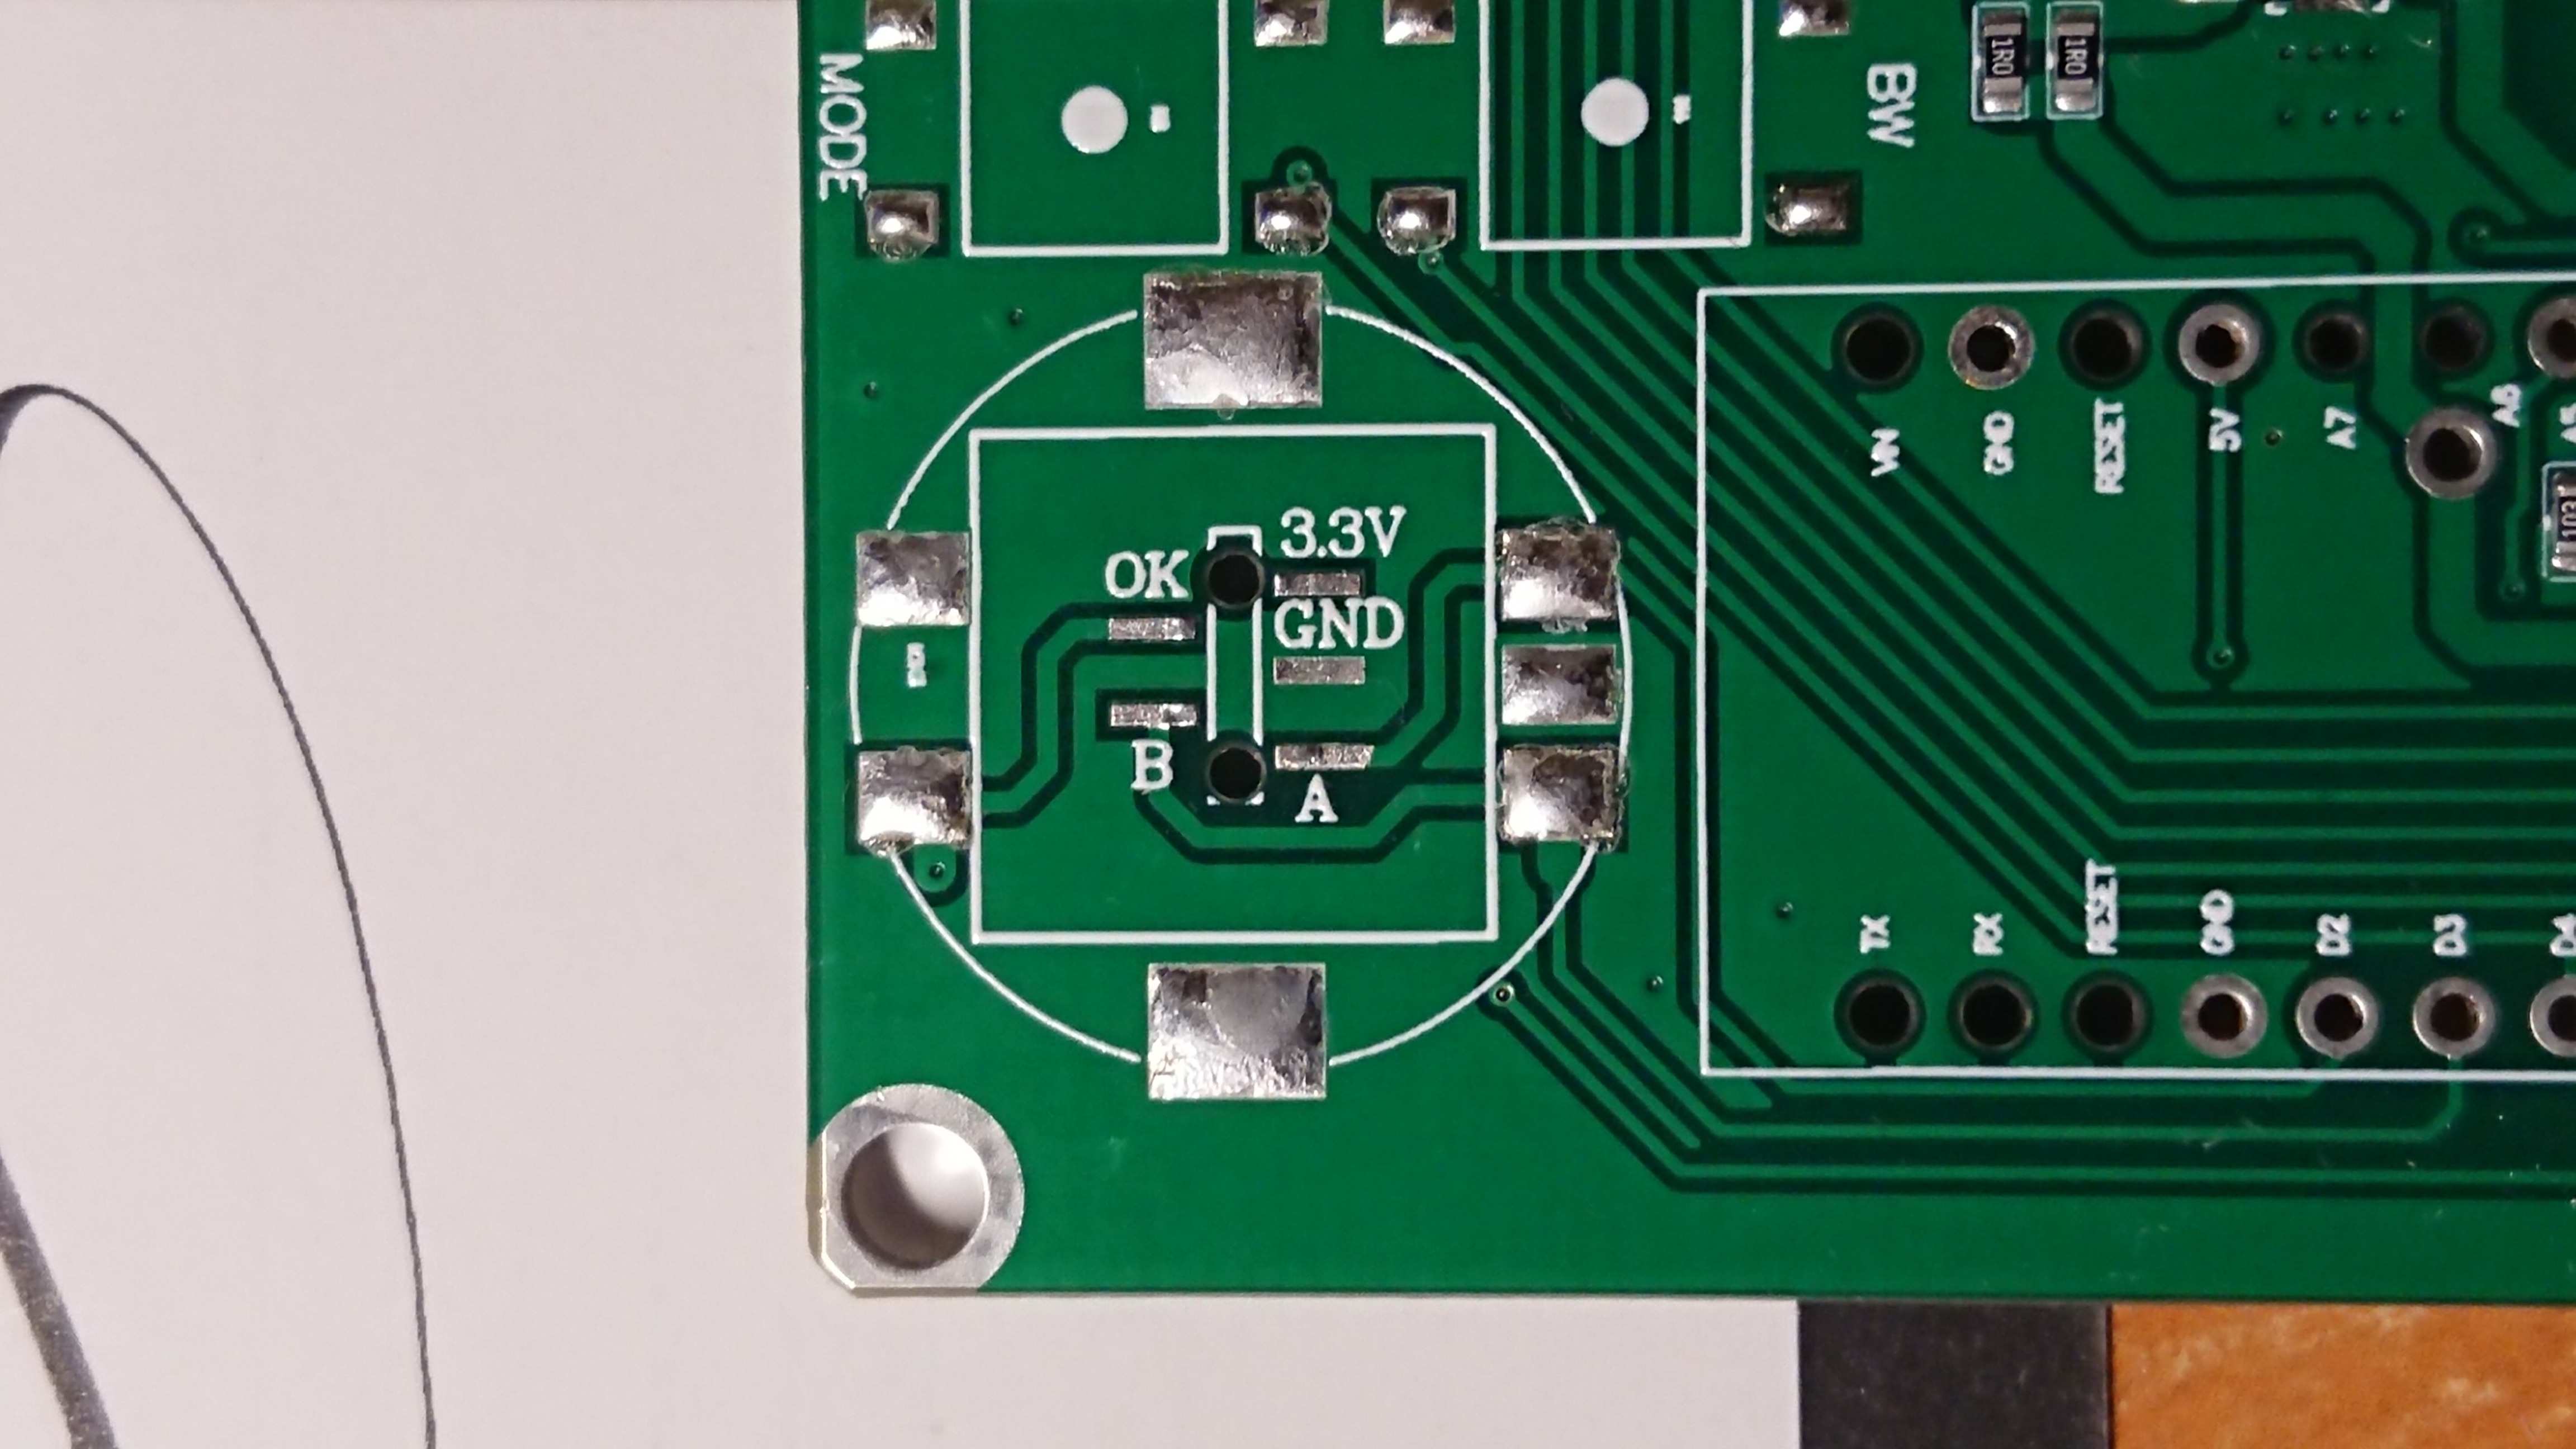 MODE
OK
B
A
GND
3.3V
TX
VIN
RX
GND
BW
1R0
RESET
RESET
1R0
GND
5V
D2
A7
D3
A6
D4
103
A5